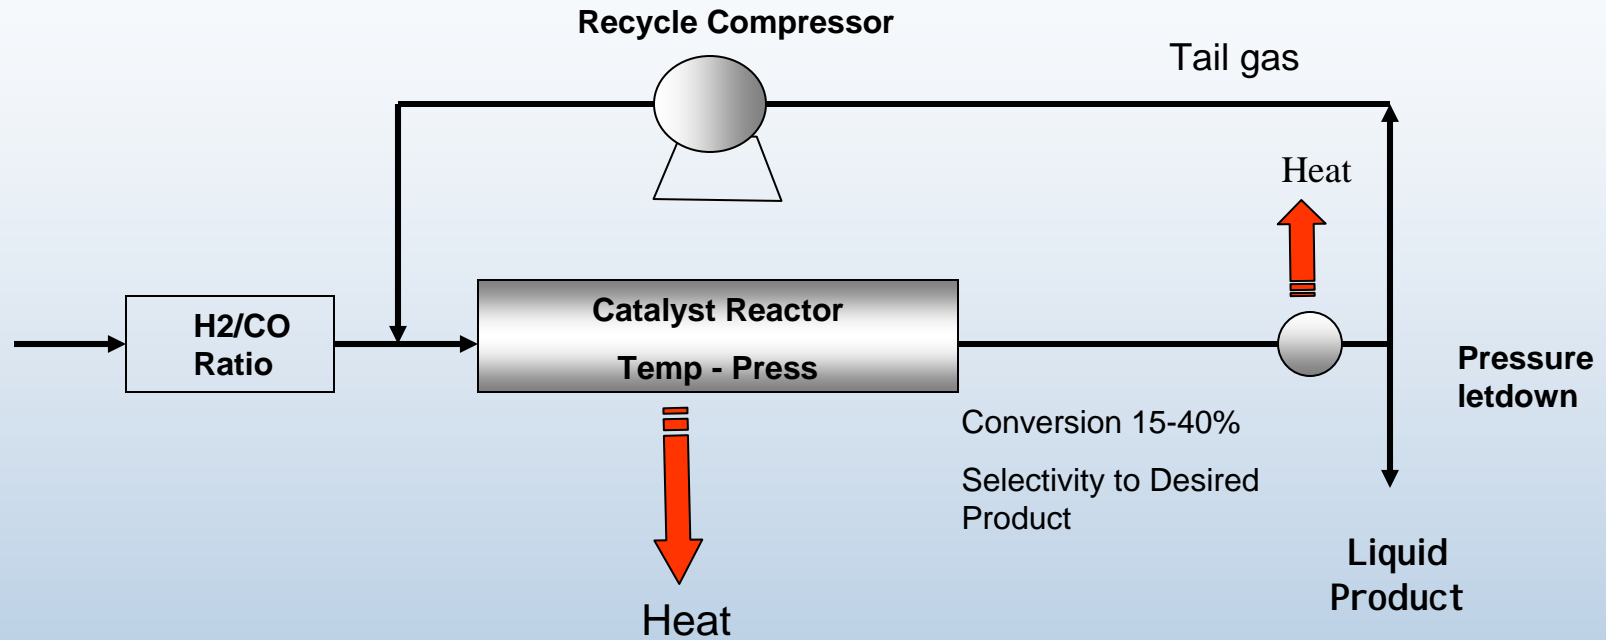 Recycle Compressor
Tail gas
Heat
H2/CO
Ratio
Catalyst Reactor
Temp - Press
Pressure
letdown
Conversion 15-40%
Selectivity to Desired
Product
Liquid
Product
Heat